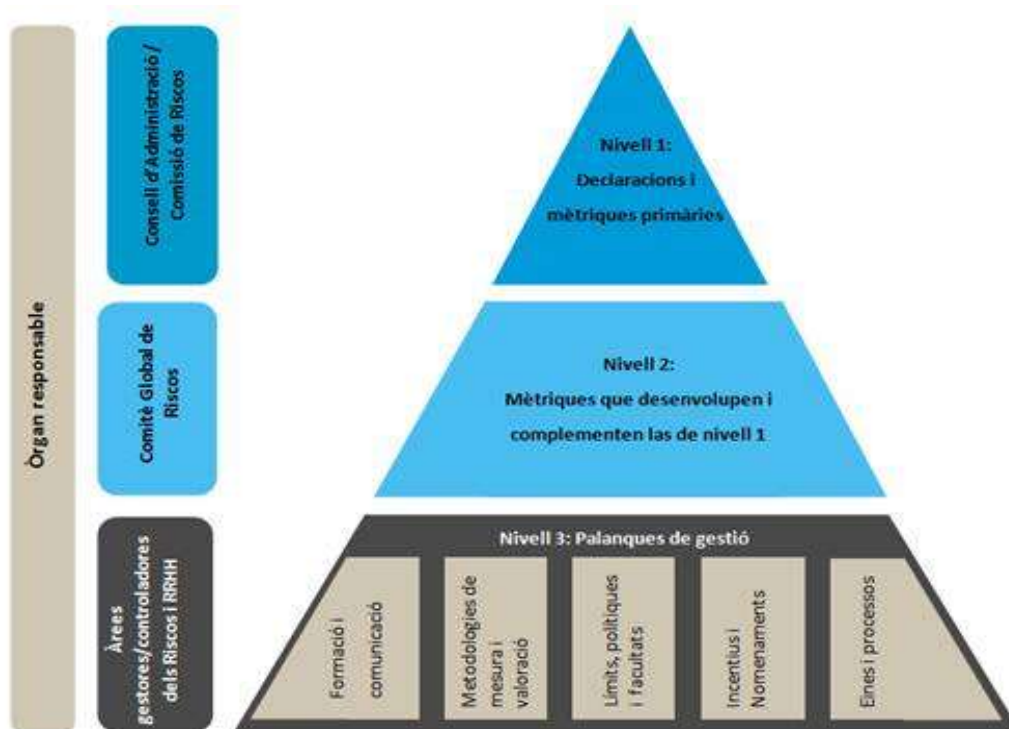 Òrgan responsable
Consell d'Administració /
Comissió de Riscos
Nivell 1:
Declaracions i
mètriques primàries
Comitè Global de
Riscos
Nivell 2:
Mètriques que desenvolupen i
complementen las de nivell 1
Àrees
gestores/controladores
dels Riscos i RRHH
Nivell 3: Palanques de gestió
Formació i
comunicació
Metodologies de
mesura i
valoració
Límits, polítiques
i facultats
Incentius i
Nomenaments
Eines i processos